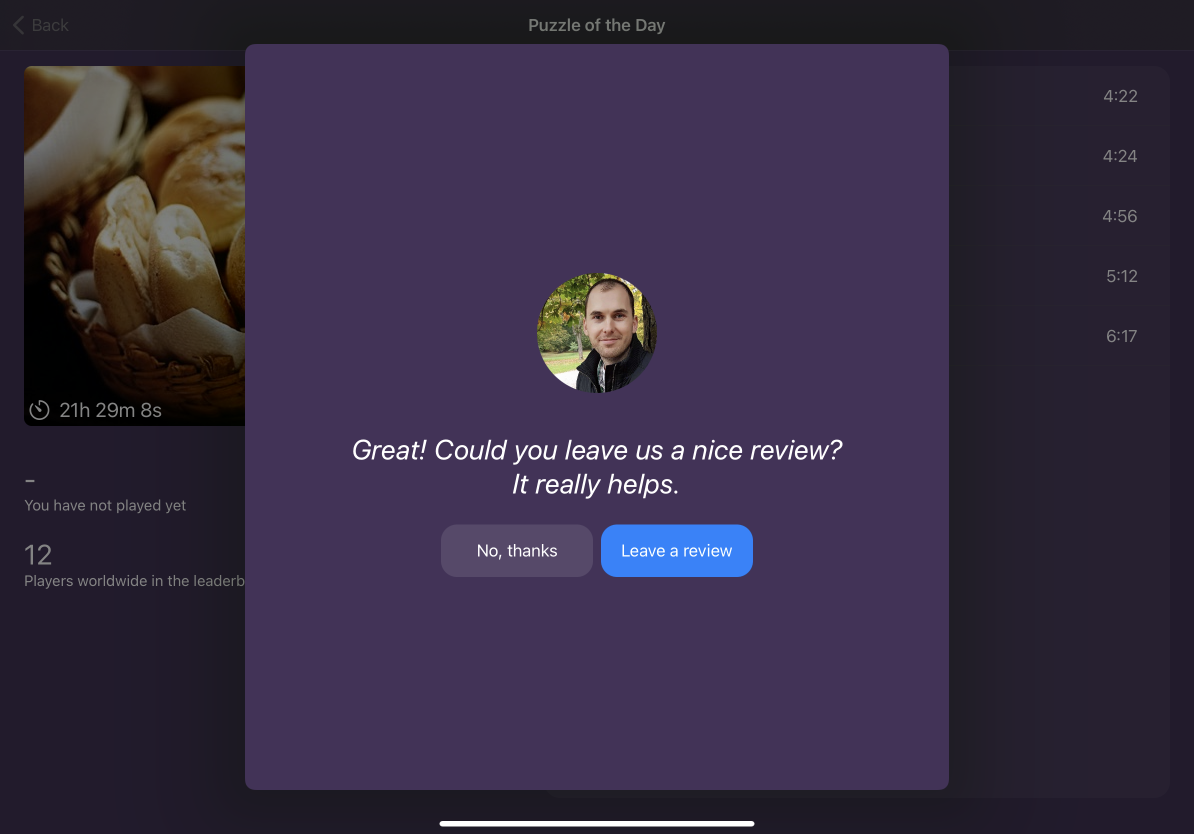 Back
Puzzle of the Day
4:22
4:24
4:56
5:12
6:17
21h 29m 8s
-
You have not played yet
12
Players worldwide in the leaderb
Great! Could you leave us a nice review?
It really helps.
No, thanks
Leave a review